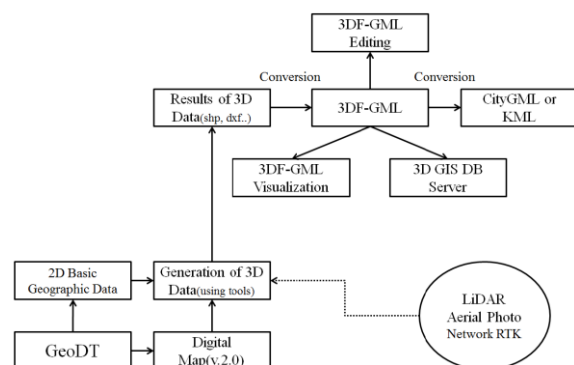 3DF-GML
Editing
Conversion
Conversion
Results of 3D
Data(shp, dxf..)
3DF-GML
CityGML or
KML
3DF-GML
Visualization
3D GIS DB
Server
2D Basic
Geographic Data
Generation of 3D
Data(using tools)
LiDAR
Aerial Photo
Network RTK
GeoDT
Digital
Map(v.2.0)